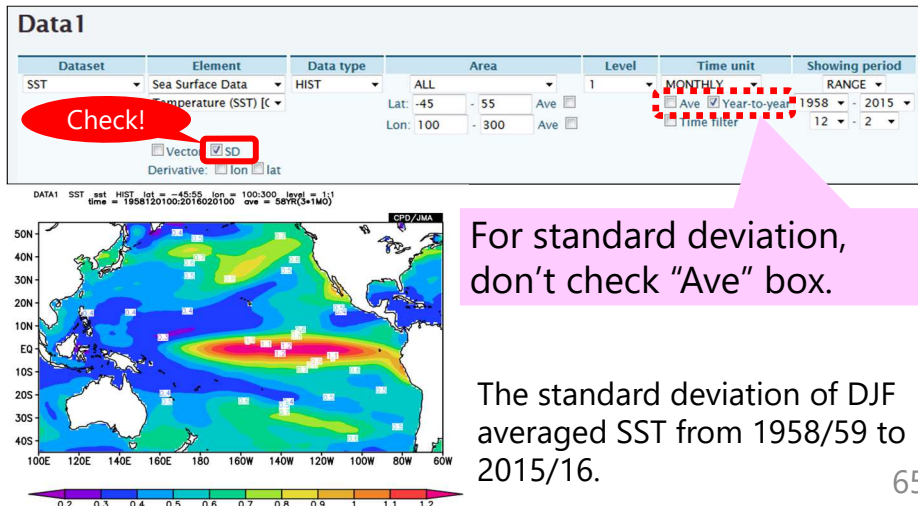 Data1
Dataset Element Data type Area Level Time unit Showing period
SST Sea Surface Data HIST ALL 1 MONTHLY RANGE
Temperature (SST) [C Lat: -45 - 55 Ave Ave Year-to-year 1958 - 2015
Check! Lon: 100 - 300 Ave Time filter 12 - 2
Vector SD
Derivative: lon lat
DATA1 SST sst HIST lat = -45:55 lon = 100:300 level = 1:1
time = 1958120100:2016020100 ave = 58YR(3*1MO)
CPD/JMA
50N
40N
30N
20N
10N
EQ
10S
20S
30S
40S
100E 120E 140E 160E 180 160W 140W 120W 100W 80W 60W
0.2 0.3 0.4 0.5 0.6 0.7 0.8 0.9 1 1.1 1.2
For standard deviation,
don't check “Ave” box.
The standard deviation of DJF
averaged SST from 1958/59 to
2015/16.
65